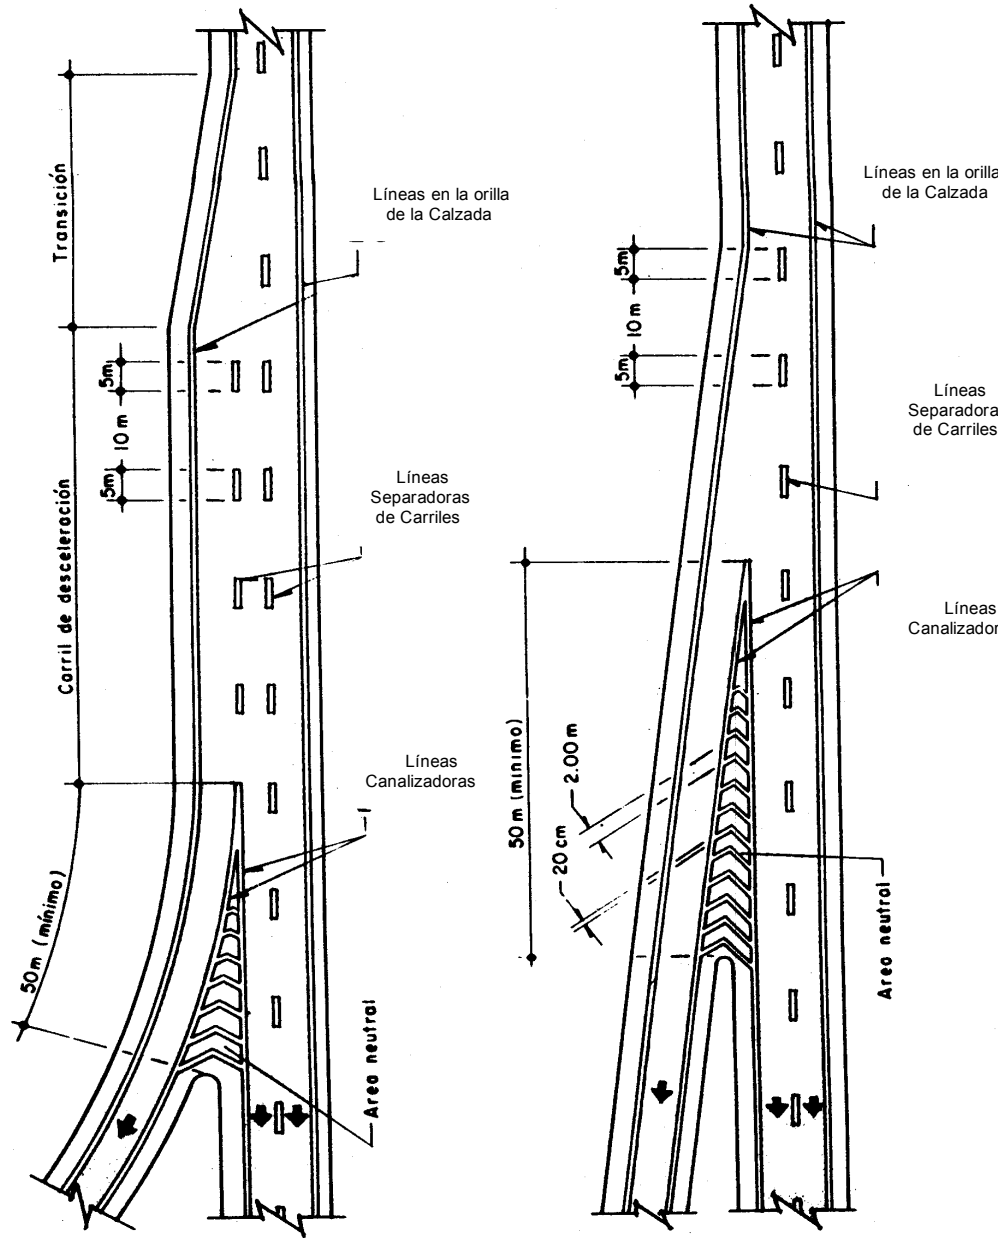 Transición
Líneas en la orilla
de la Calzada
5m
10 m
5m
Carril de desceleración
Líneas
Separadoras
de Carriles
Líneas
Canalizadoras
50m (mínimo)
Area neutral
Líneas en la orilla
de la Calzada
5m
10 m
5m
Líneas
Separadora
de Carriles
Líneas
Canalizador
50m (mínimo)
2.00 m
20 cm
Area neutral